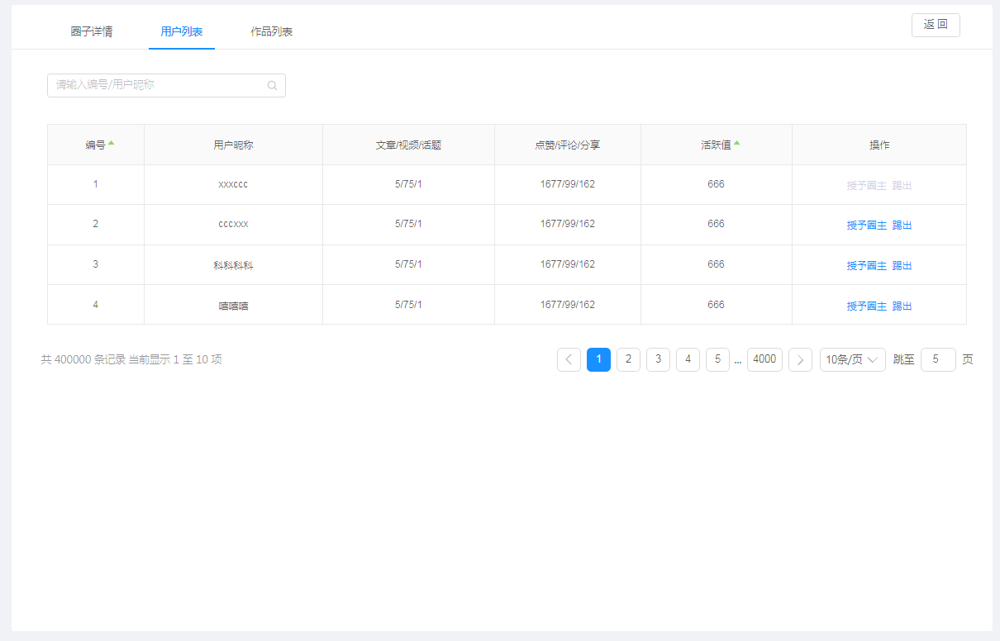 圈子详情 用户列表 作品列表 返 回
请输入编号/用户昵称
编号 用户昵称 文章/视频/话题 点赞/评论/分享 活跃值 操作
1 xxxccc 5/75/1 1677/99/162 666 授予圈主 踢出
2 cccxxx 5/75/1 1677/99/162 666 授予圈主 踢出
3 科科科科 5/75/1 1677/99/162 666 授予圈主 踢出
4 嘻嘻嘻 5/75/1 1677/99/162 666 授予圈主 踢出
共 400000 条记录 当前显示 1 至 10 项 1 2 3 4 5 ... 4000 10条/页 跳至 5 页